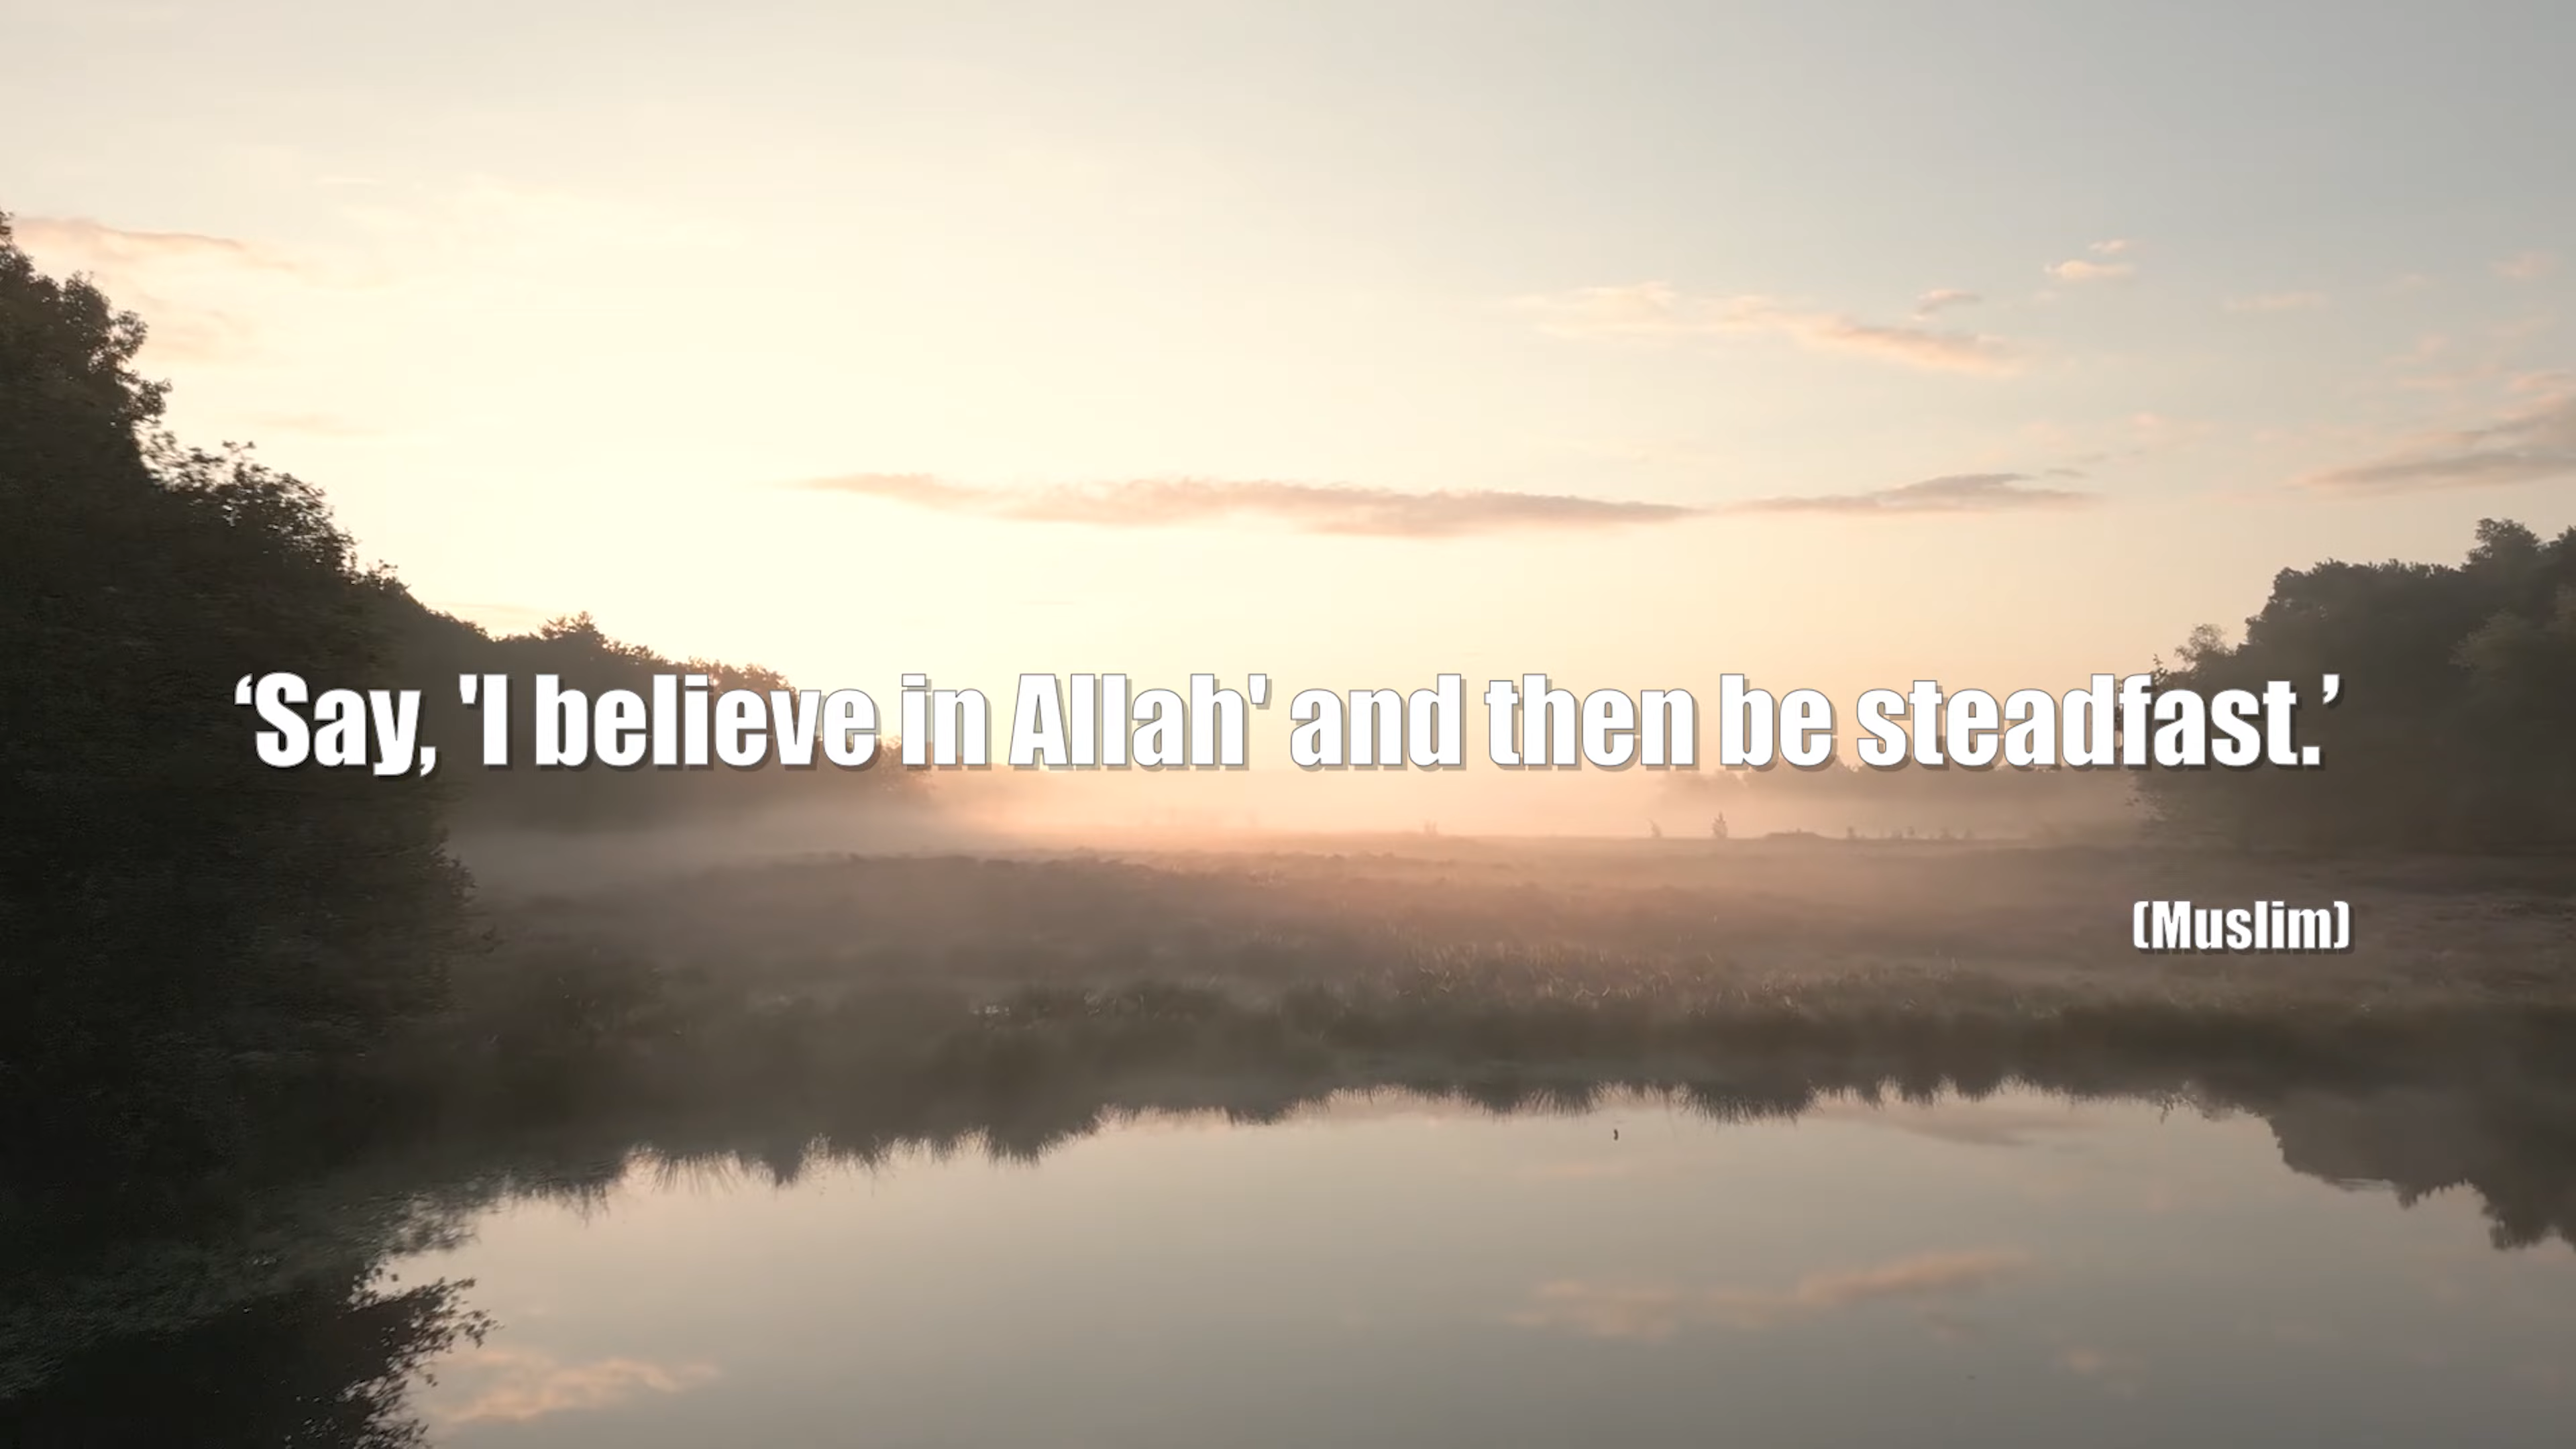 ‘Say, 'I believe in Allah' and then be steadfast.’
(Muslim)